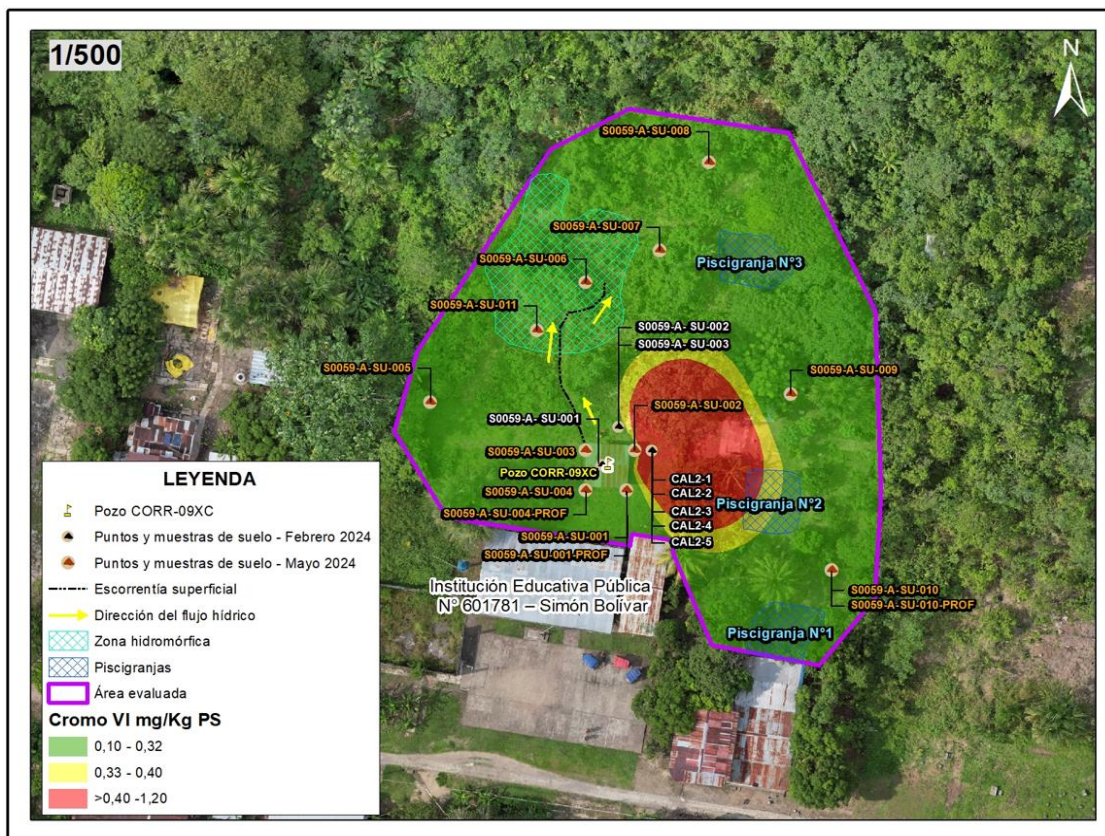 1/500
N
S0059-A-SU-008
S0059-A-SU-007
Piscigranja N°3
S0059-A-SU-006
S0059-A-SU-011
S0059-A- SU-002
S0059-A- SU-003
S0059-A-SU-005
S0059-A-SU-009
S0059-A-SU-002
S0059-A- SU-001
S0059-A-SU-003
Pozo CORR-09XC
CAL2-1
S0059-A-SU-004
CAL2-2
Piscigranja N°2
S0059-A-SU-004-PROF
CAL2-3
CAL2-4
S0059-A-SU-001
CAL2-5
S0059-A-SU-001-PROF
Institución Educativa Pública
N° 601781 – Simón Bolívar
S0059-A-SU-010
S0059-A-SU-010-PROF
Piscigranja N°1
LEYENDA
Pozo CORR-09XC
Puntos y muestras de suelo - Febrero 2024
Puntos y muestras de suelo - Mayo 2024
Escorrentía superficial
Dirección del flujo hídrico
Zona hidromórfica
Piscigranjas
Área evaluada
Cromo VI mg/Kg PS
0,10 - 0,32
0,33 - 0,40
>0,40 -1,20